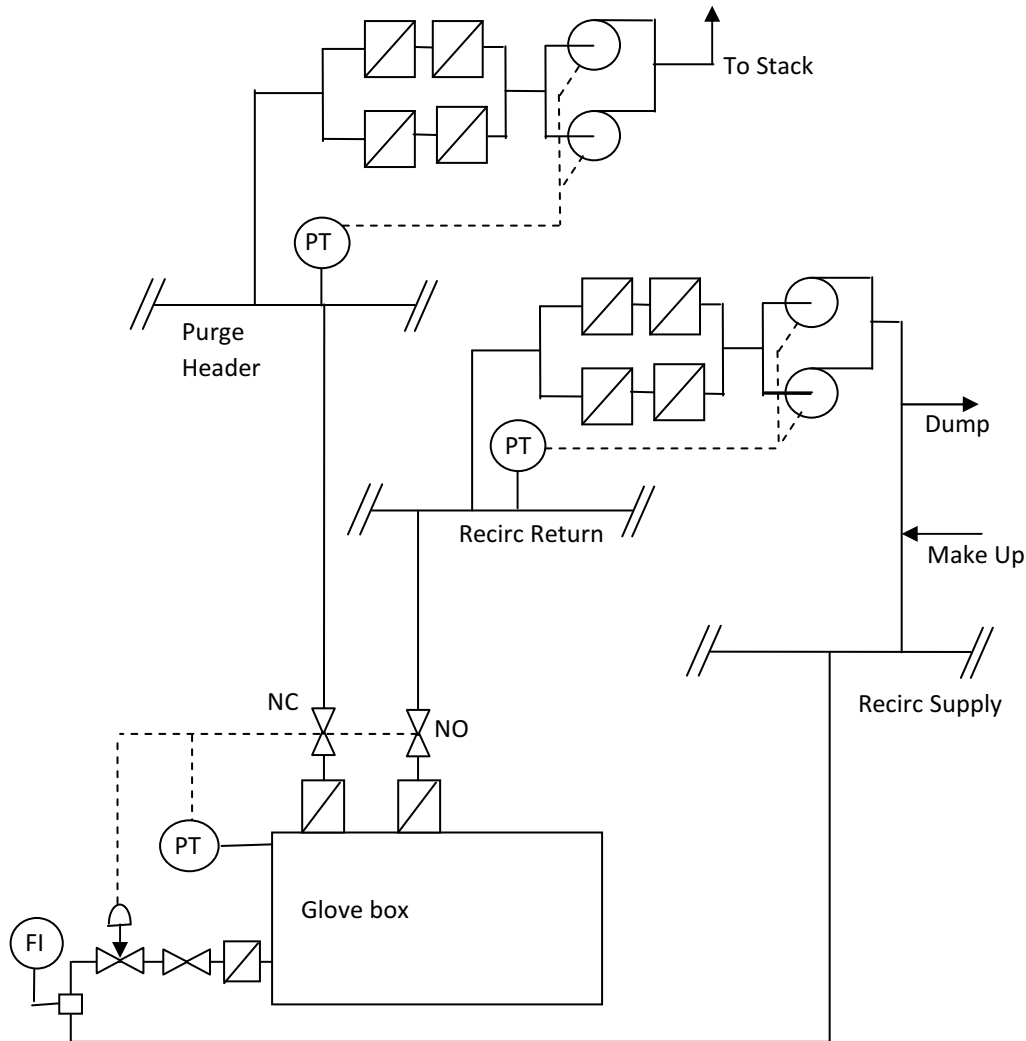 To Stack
PT
Purge
Header
PT
Dump
Recirc Return
Make Up
NC
NO
Recirc Supply
PT
Glove box
FI